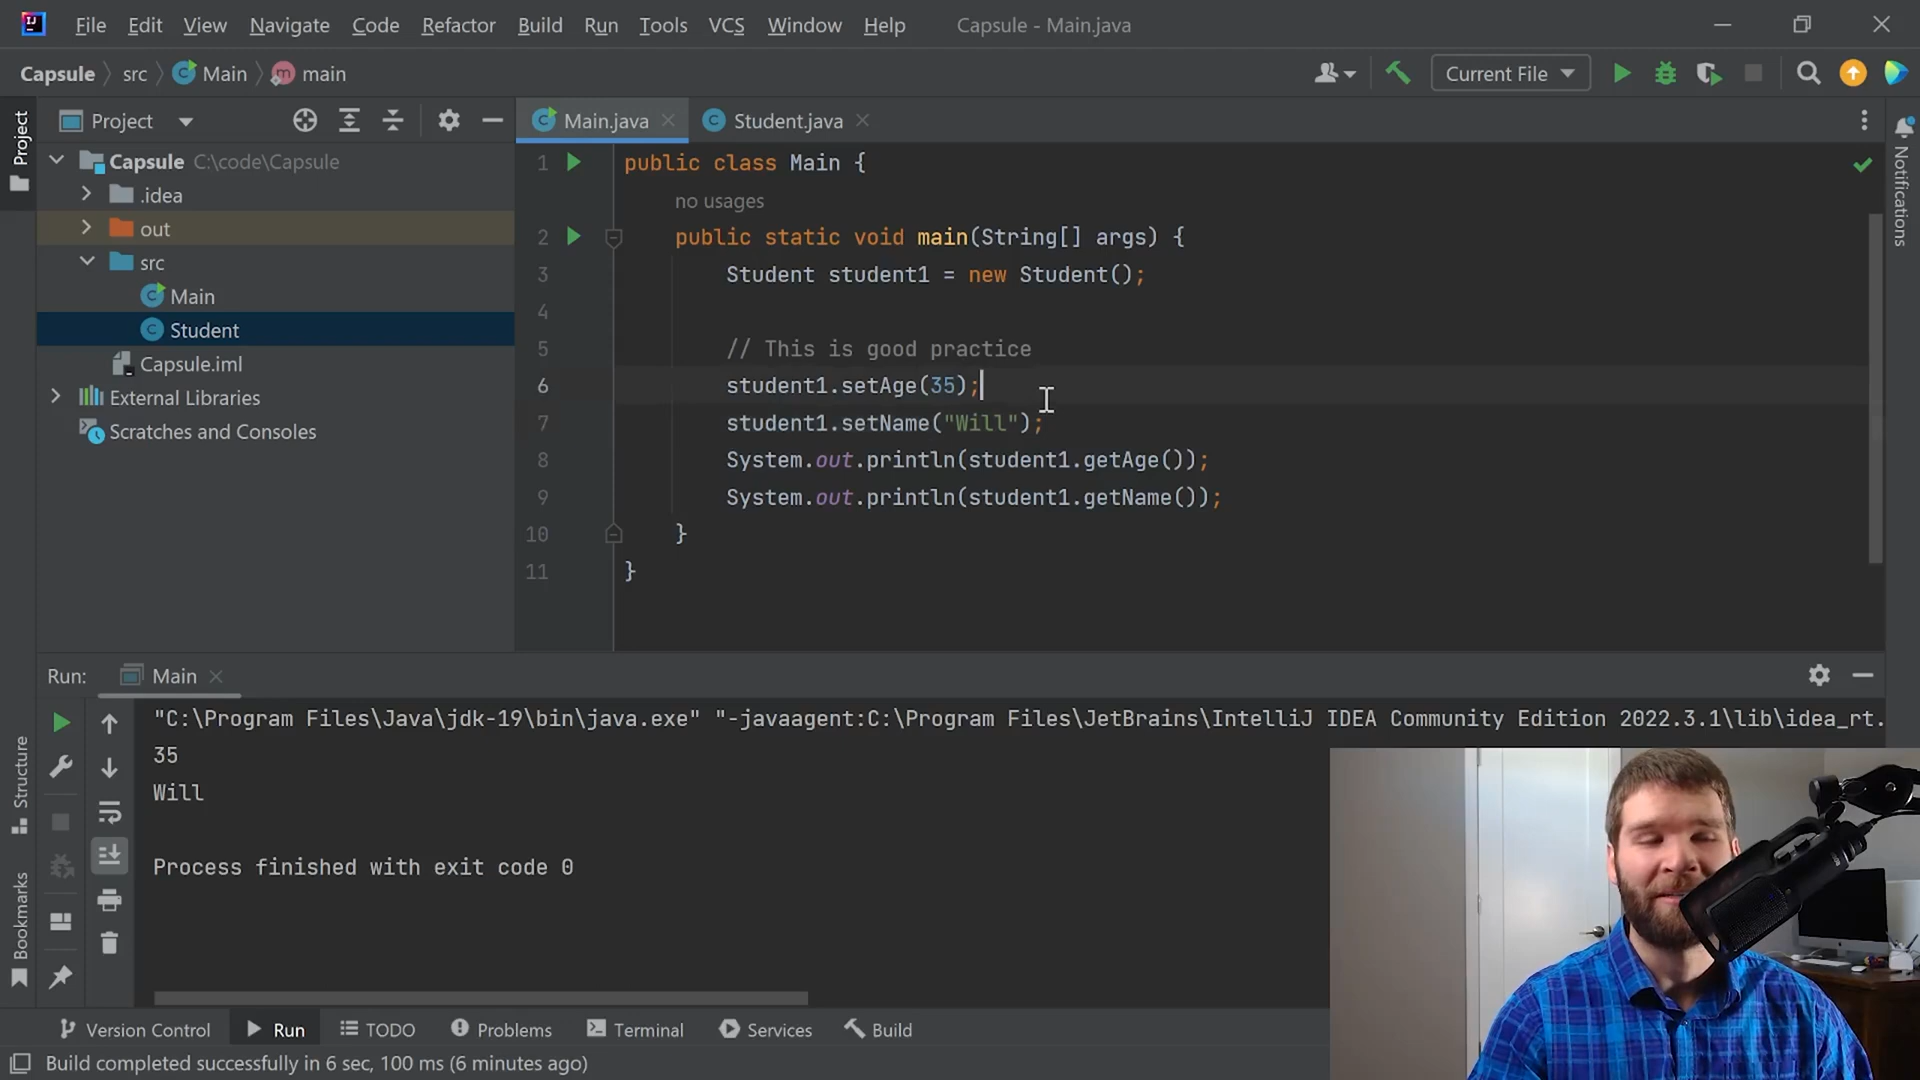 File Edit View Navigate Code Refactor Build Run Tools VCS Window Help Capsule - Main.java
Capsule src Main m main Current File
Project
Project
Main.java Student.java
Notifications
Capsule C:\code\Capsule
.idea
out
src
Main
Student
Capsule.iml
External Libraries
Scratches and Consoles
1 public class Main {
no usages
2 public static void main(String[] args) {
3 Student student1 = new Student();
4
5 // This is good practice
6 student1.setAge(35);
7 student1.setName("Will");
8 System.out.println(student1.getAge());
9 System.out.println(student1.getName());
10 }
11 }
Run: Main
"C:\Program Files\Java\jdk-19\bin\java.exe" "-javaagent:C:\Program Files\JetBrains\IntelliJ IDEA Community Edition 2022.3.1\lib\idea_rt.
35
Will
Process finished with exit code 0
Structure
Bookmarks
Version Control Run TODO Problems Terminal Services Build
Build completed successfully in 6 sec, 100 ms (6 minutes ago)